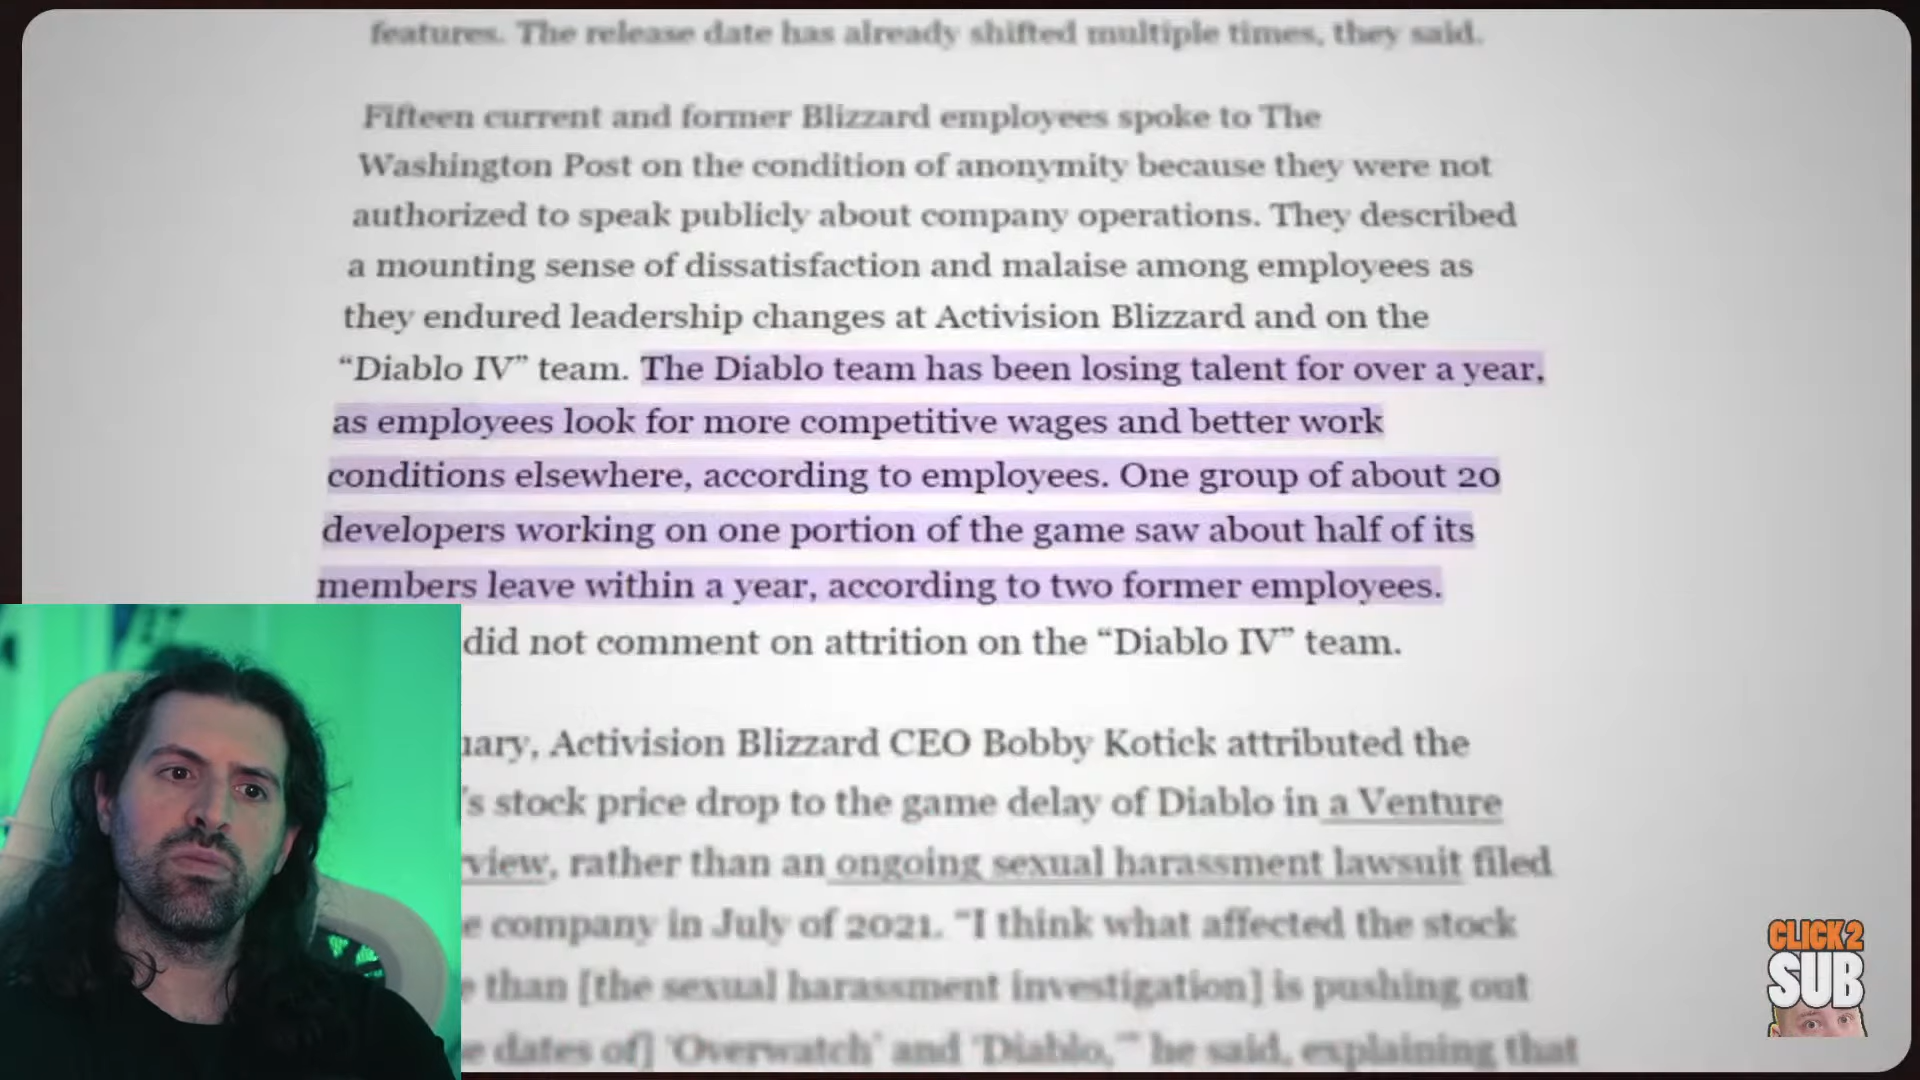 features. The release date has already shifted multiple times, they said.
Fifteen current and former Blizzard employees spoke to The
Washington Post on the condition of anonymity because they were not
authorized to speak publicly about company operations. They described
a mounting sense of dissatisfaction and malaise among employees as
they endured leadership changes at Activision Blizzard and on the
“Diablo IV” team. The Diablo team has been losing talent for over a year,
as employees look for more competitive wages and better work
conditions elsewhere, according to employees. One group of about 20
developers working on one portion of the game saw about half of its
members leave within a year, according to two former employees.
did not comment on attrition on the “Diablo IV” team.
Activision Blizzard CEO Bobby Kotick attributed the
's stock price drop to the game delay of Diablo in a Venture
view, rather than an ongoing sexual harassment lawsuit filed
company in July of 2021. “I think what affected the stock
than [the sexual harassment investigation] is pushing out
dates of] ‘Overwatch’ and ‘Diablo,’” he said, explaining that
CLICK2
SUB